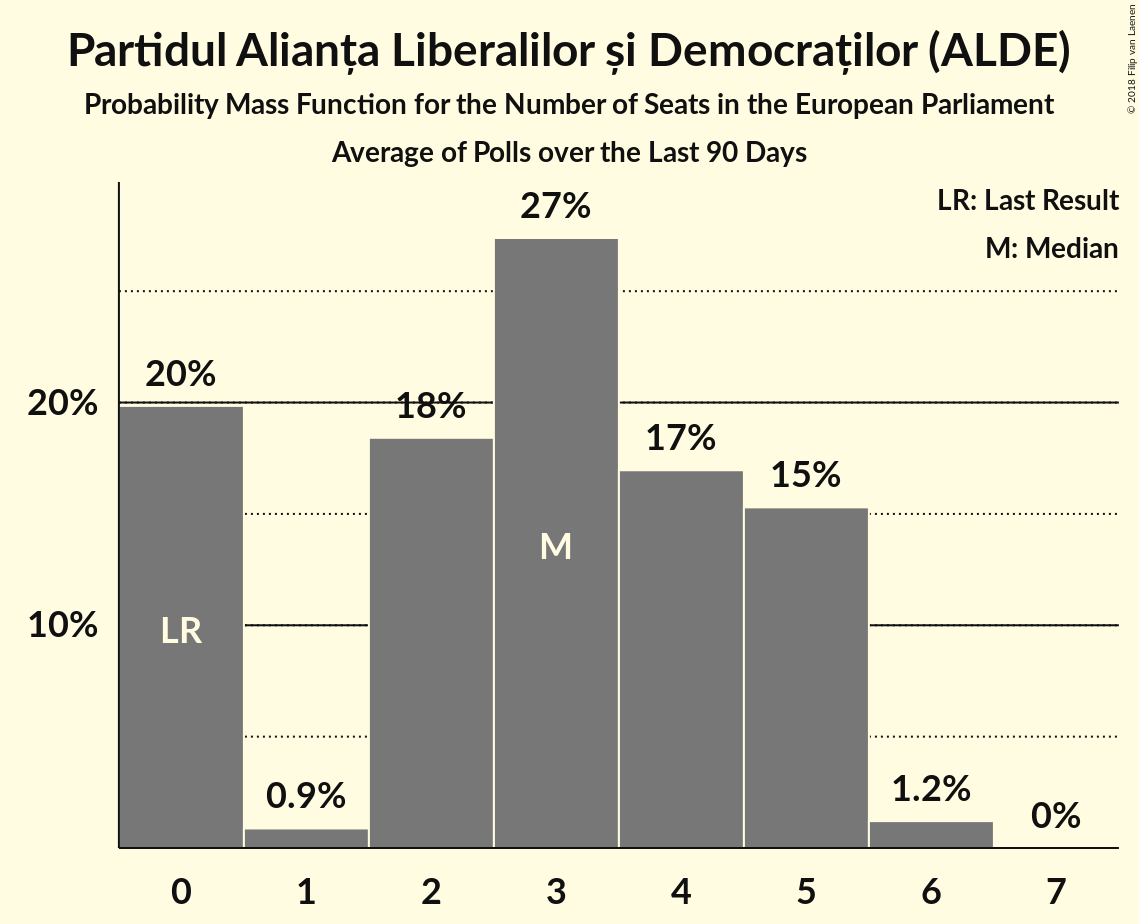 Partidul Alianța Liberalilor și Democraților (ALDE)
Probability Mass Function for the Number of Seats in the European Parliament
Average of Polls over the Last 90 Days
© 2018 Filip van Laenen
LR: Last Result
M: Median
27%
20%
20%
18%
17%
15%
M
10%
LR
0.9%
1.2%
0%
0 1 2 3 4 5 6 7